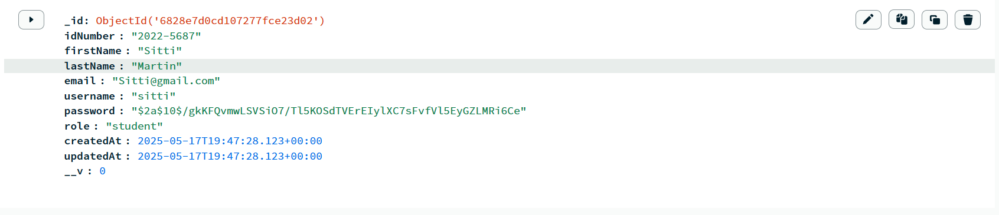 _id: ObjectId('6828e7d0cd107277fce23d02')
idNumber : "2022-5687"
firstName : "Sitti"
lastName : "Martin"
email : "Sitti@gmail.com"
username : "sitti"
password : "$2a$10$/gkKFQvmwLSVSiO7/Tl5KOSdTVErEIylXC7sFvfVl5EyGZLMRi6Ce"
role : "student"
createdAt : 2025-05-17T19:47:28.123+00:00
updatedAt : 2025-05-17T19:47:28.123+00:00
__v : 0